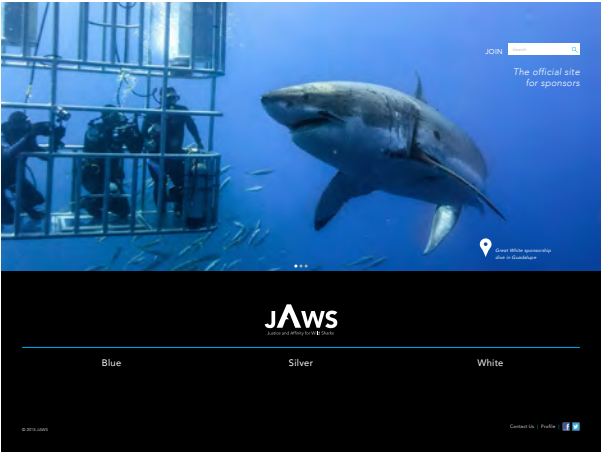 JOIN
Search
The official site
for sponsors
Great White sponsorship
dive in Guadalupe
JAWS
Justice and Affinity for Wild Sharks
Blue
Silver
White
© 2015 JAWS
Contact Us | Profile |